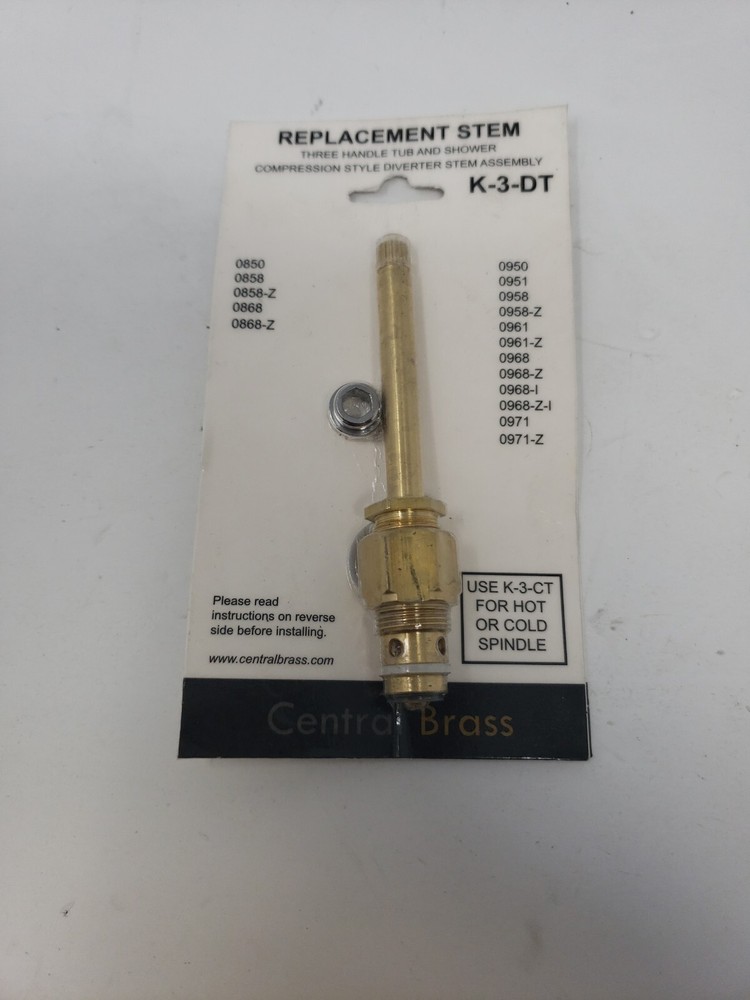 REPLACEMENT STEM
THREE HANDLE TUB AND SHOWER
COMPRESSION STYLE DIVERTER STEM ASSEMBLY
K-3-DT
0850
0858
0858-Z
0868
0868-Z
0950
0951
0958
0958-Z
0961
0961-Z
0968
0968-Z
0968-I
0968-Z-I
0971
0971-Z
Please read
instructions on reverse
side before installing.
www.centralbrass.com
USE K-3-CT
FOR HOT
OR COLD
SPINDLE
Central Brass